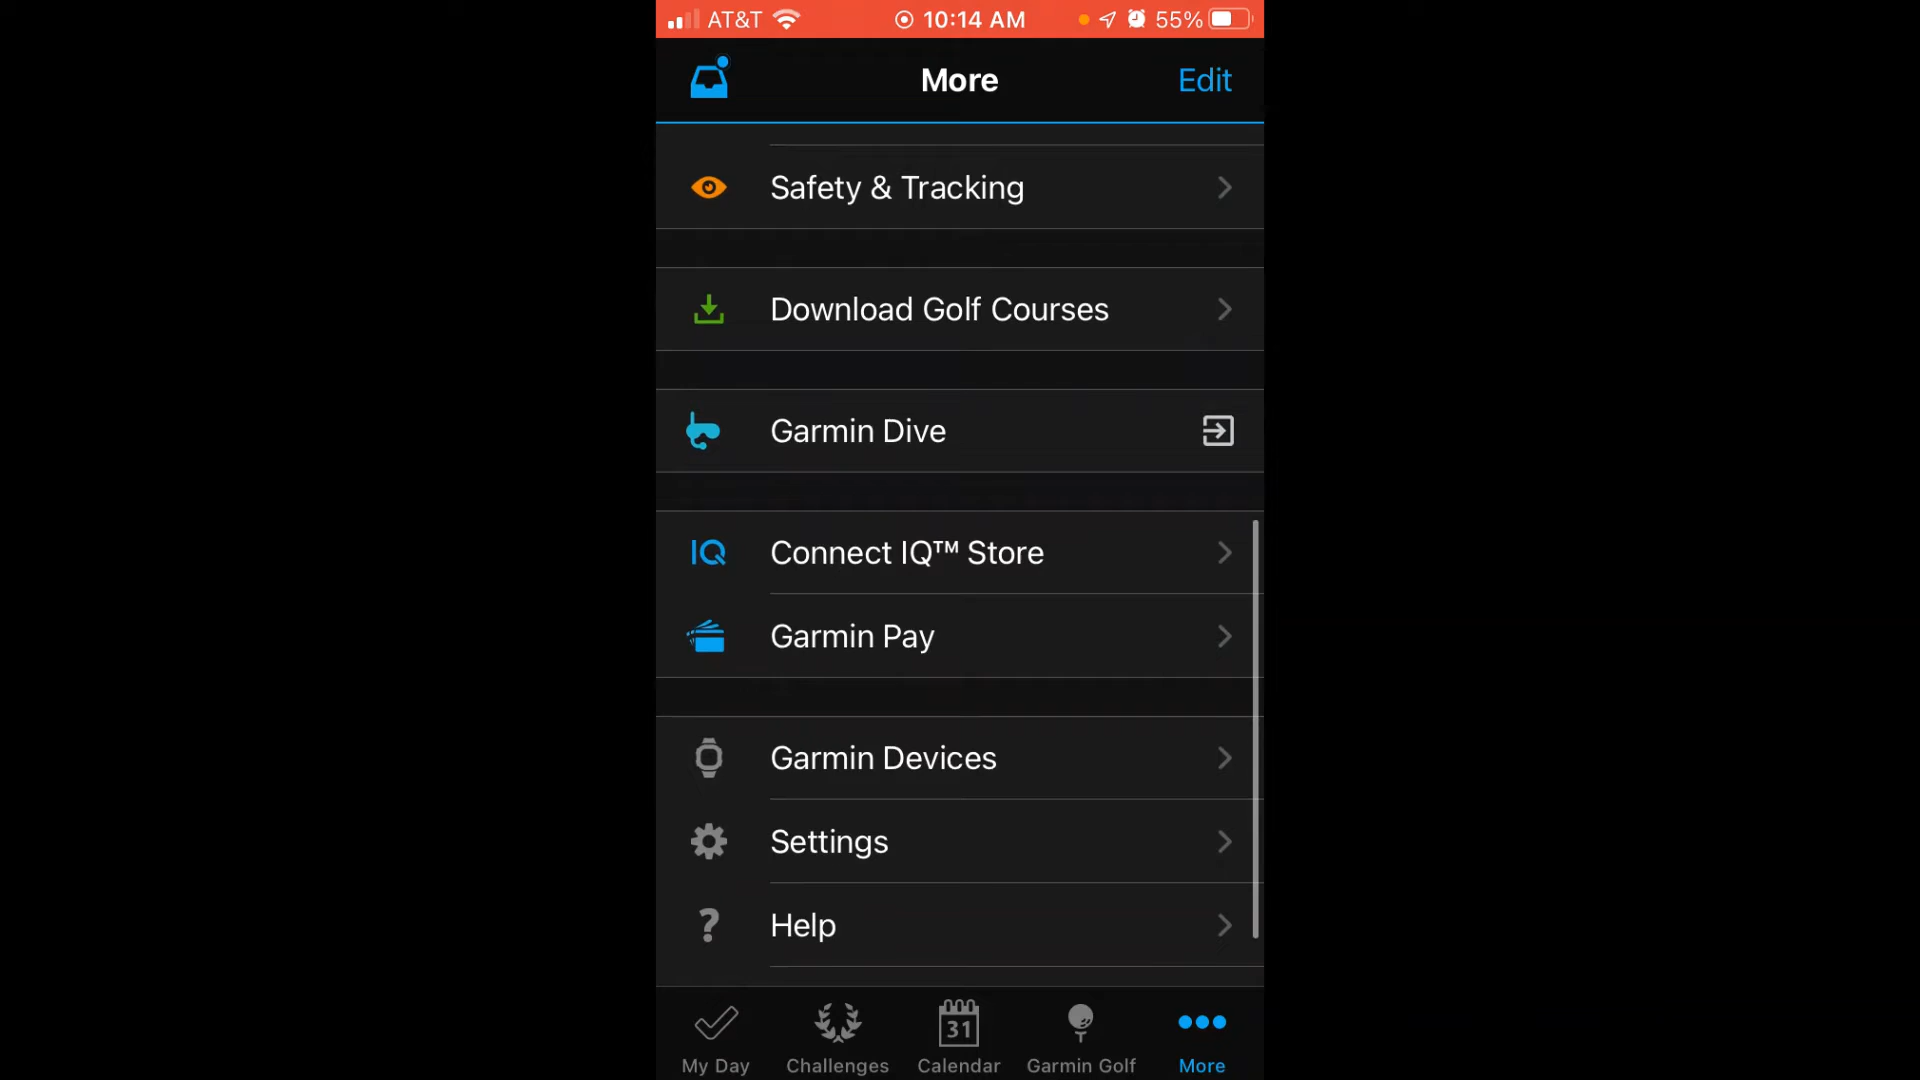 AT&T 10:14 AM 55%
More Edit
Safety & Tracking
Download Golf Courses
Garmin Dive
IQ Connect IQ™ Store
Garmin Pay
Garmin Devices
Settings
? Help
31
My Day Challenges Calendar Garmin Golf More